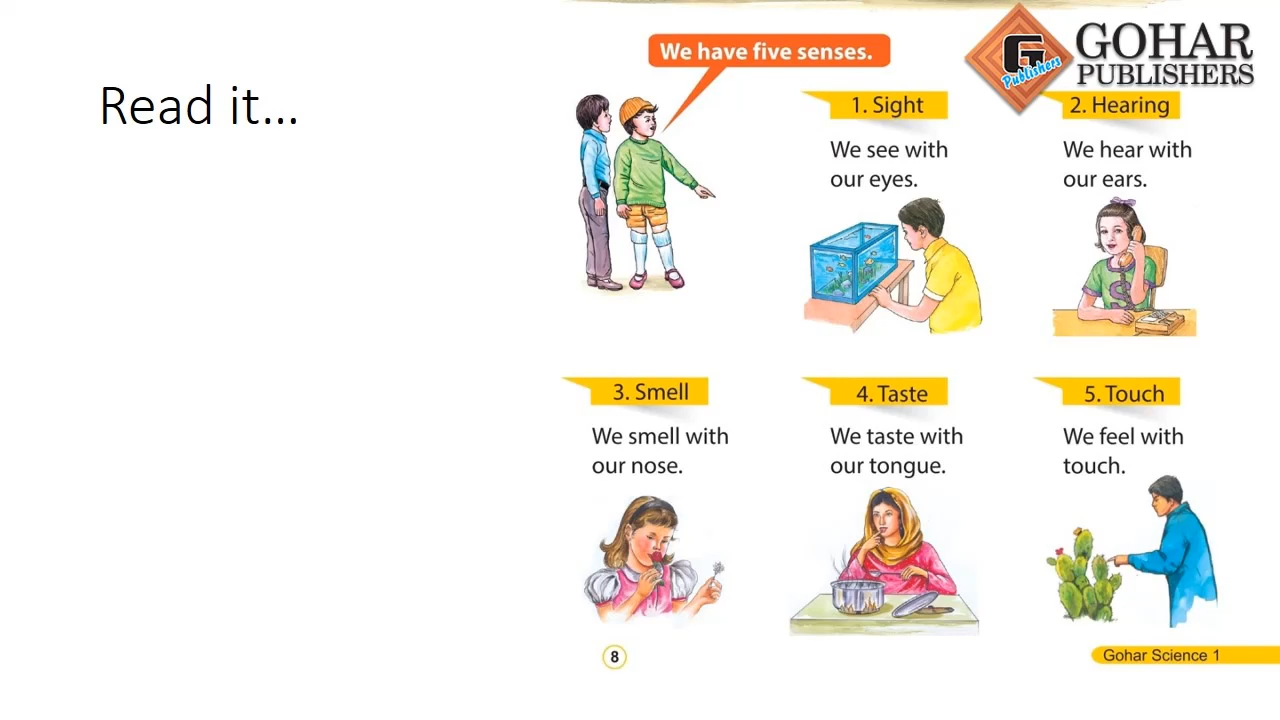 Read it…
We have five senses.
G
Publishers
GOHAR
PUBLISHERS
1. Sight
We see with
our eyes.
2. Hearing
We hear with
our ears.
3. Smell
We smell with
our nose.
4. Taste
We taste with
our tongue.
5. Touch
We feel with
touch.
8
Gohar Science 1